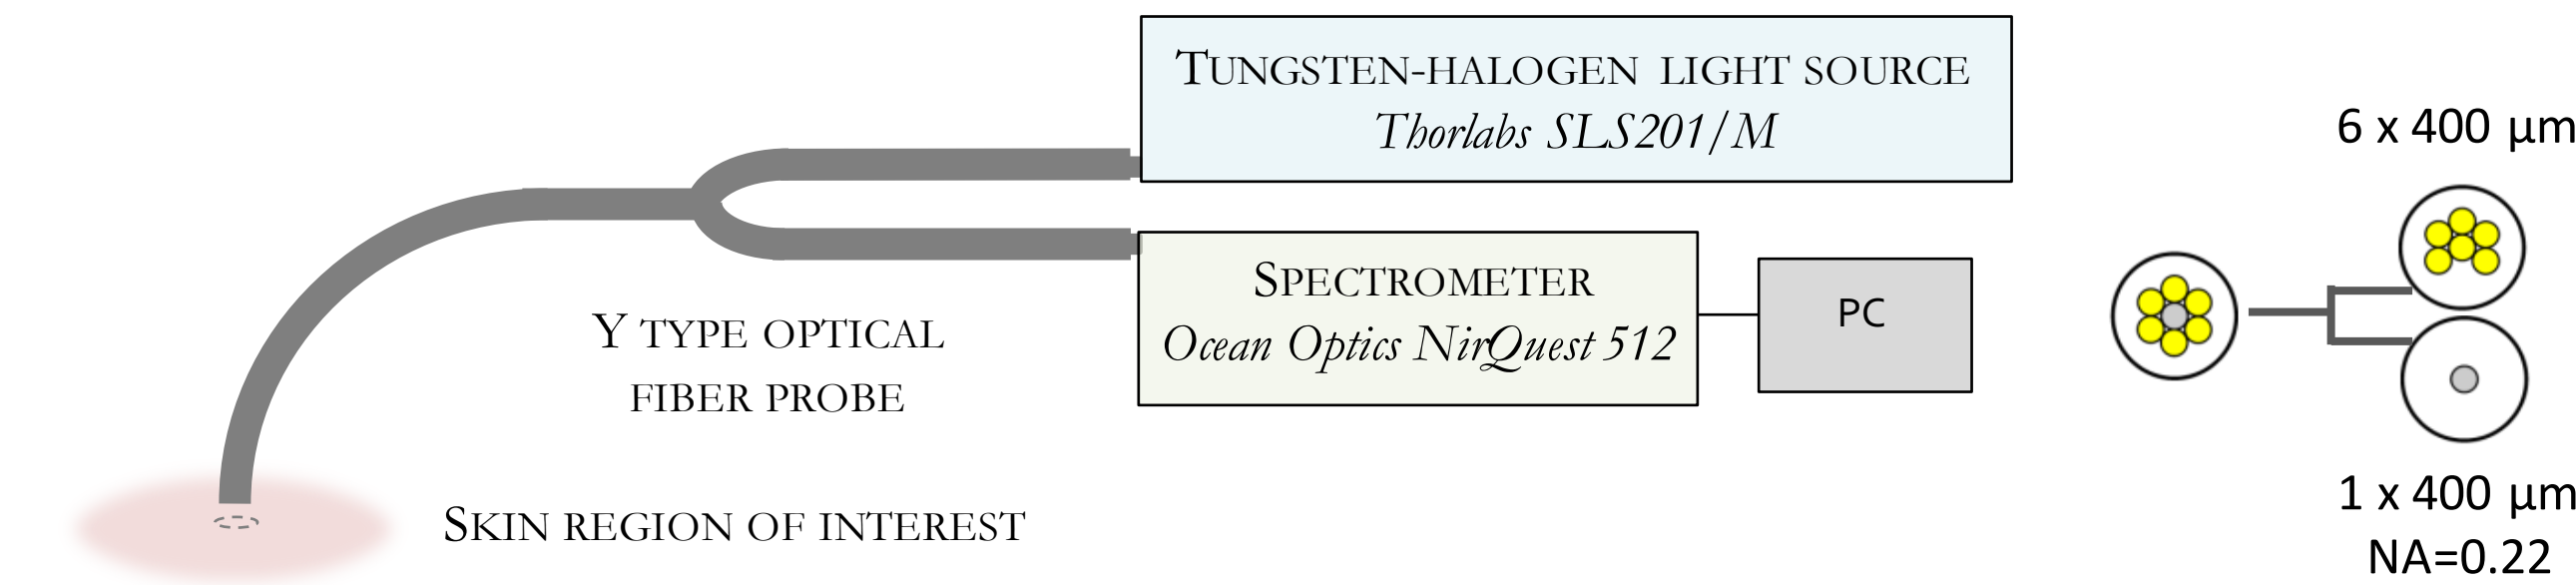 TUNGSTEN-HALOGEN LIGHT SOURCE
Thorlabs SLS201/M
SPECTROMETER
Ocean Optics NirQuest 512
PC
Y TYPE OPTICAL
FIBER PROBE
SKIN REGION OF INTEREST
6 x 400 µm
1 x 400 µm
NA=0.22